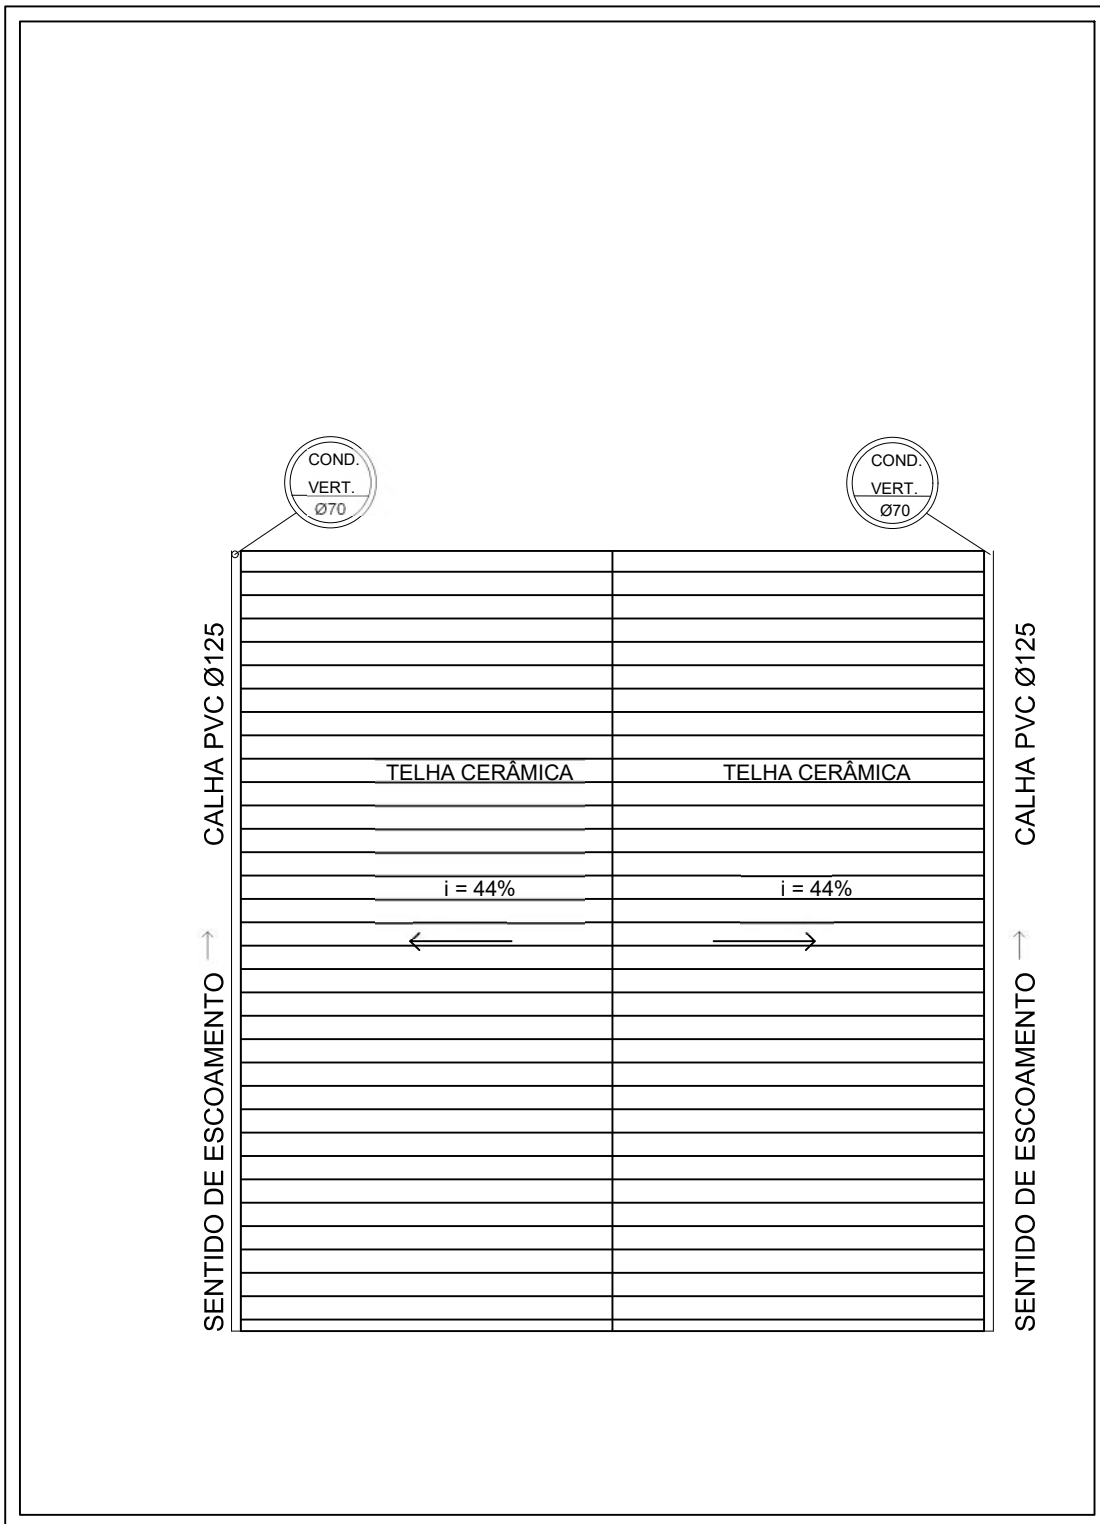 COND.
VERT.
Ø70
COND.
VERT.
Ø70
CALHA PVC Ø125
CALHA PVC Ø125
TELHA CERÂMICA
TELHA CERÂMICA
i = 44%
i = 44%
SENTIDO DE ESCOAMENTO →
SENTIDO DE ESCOAMENTO →